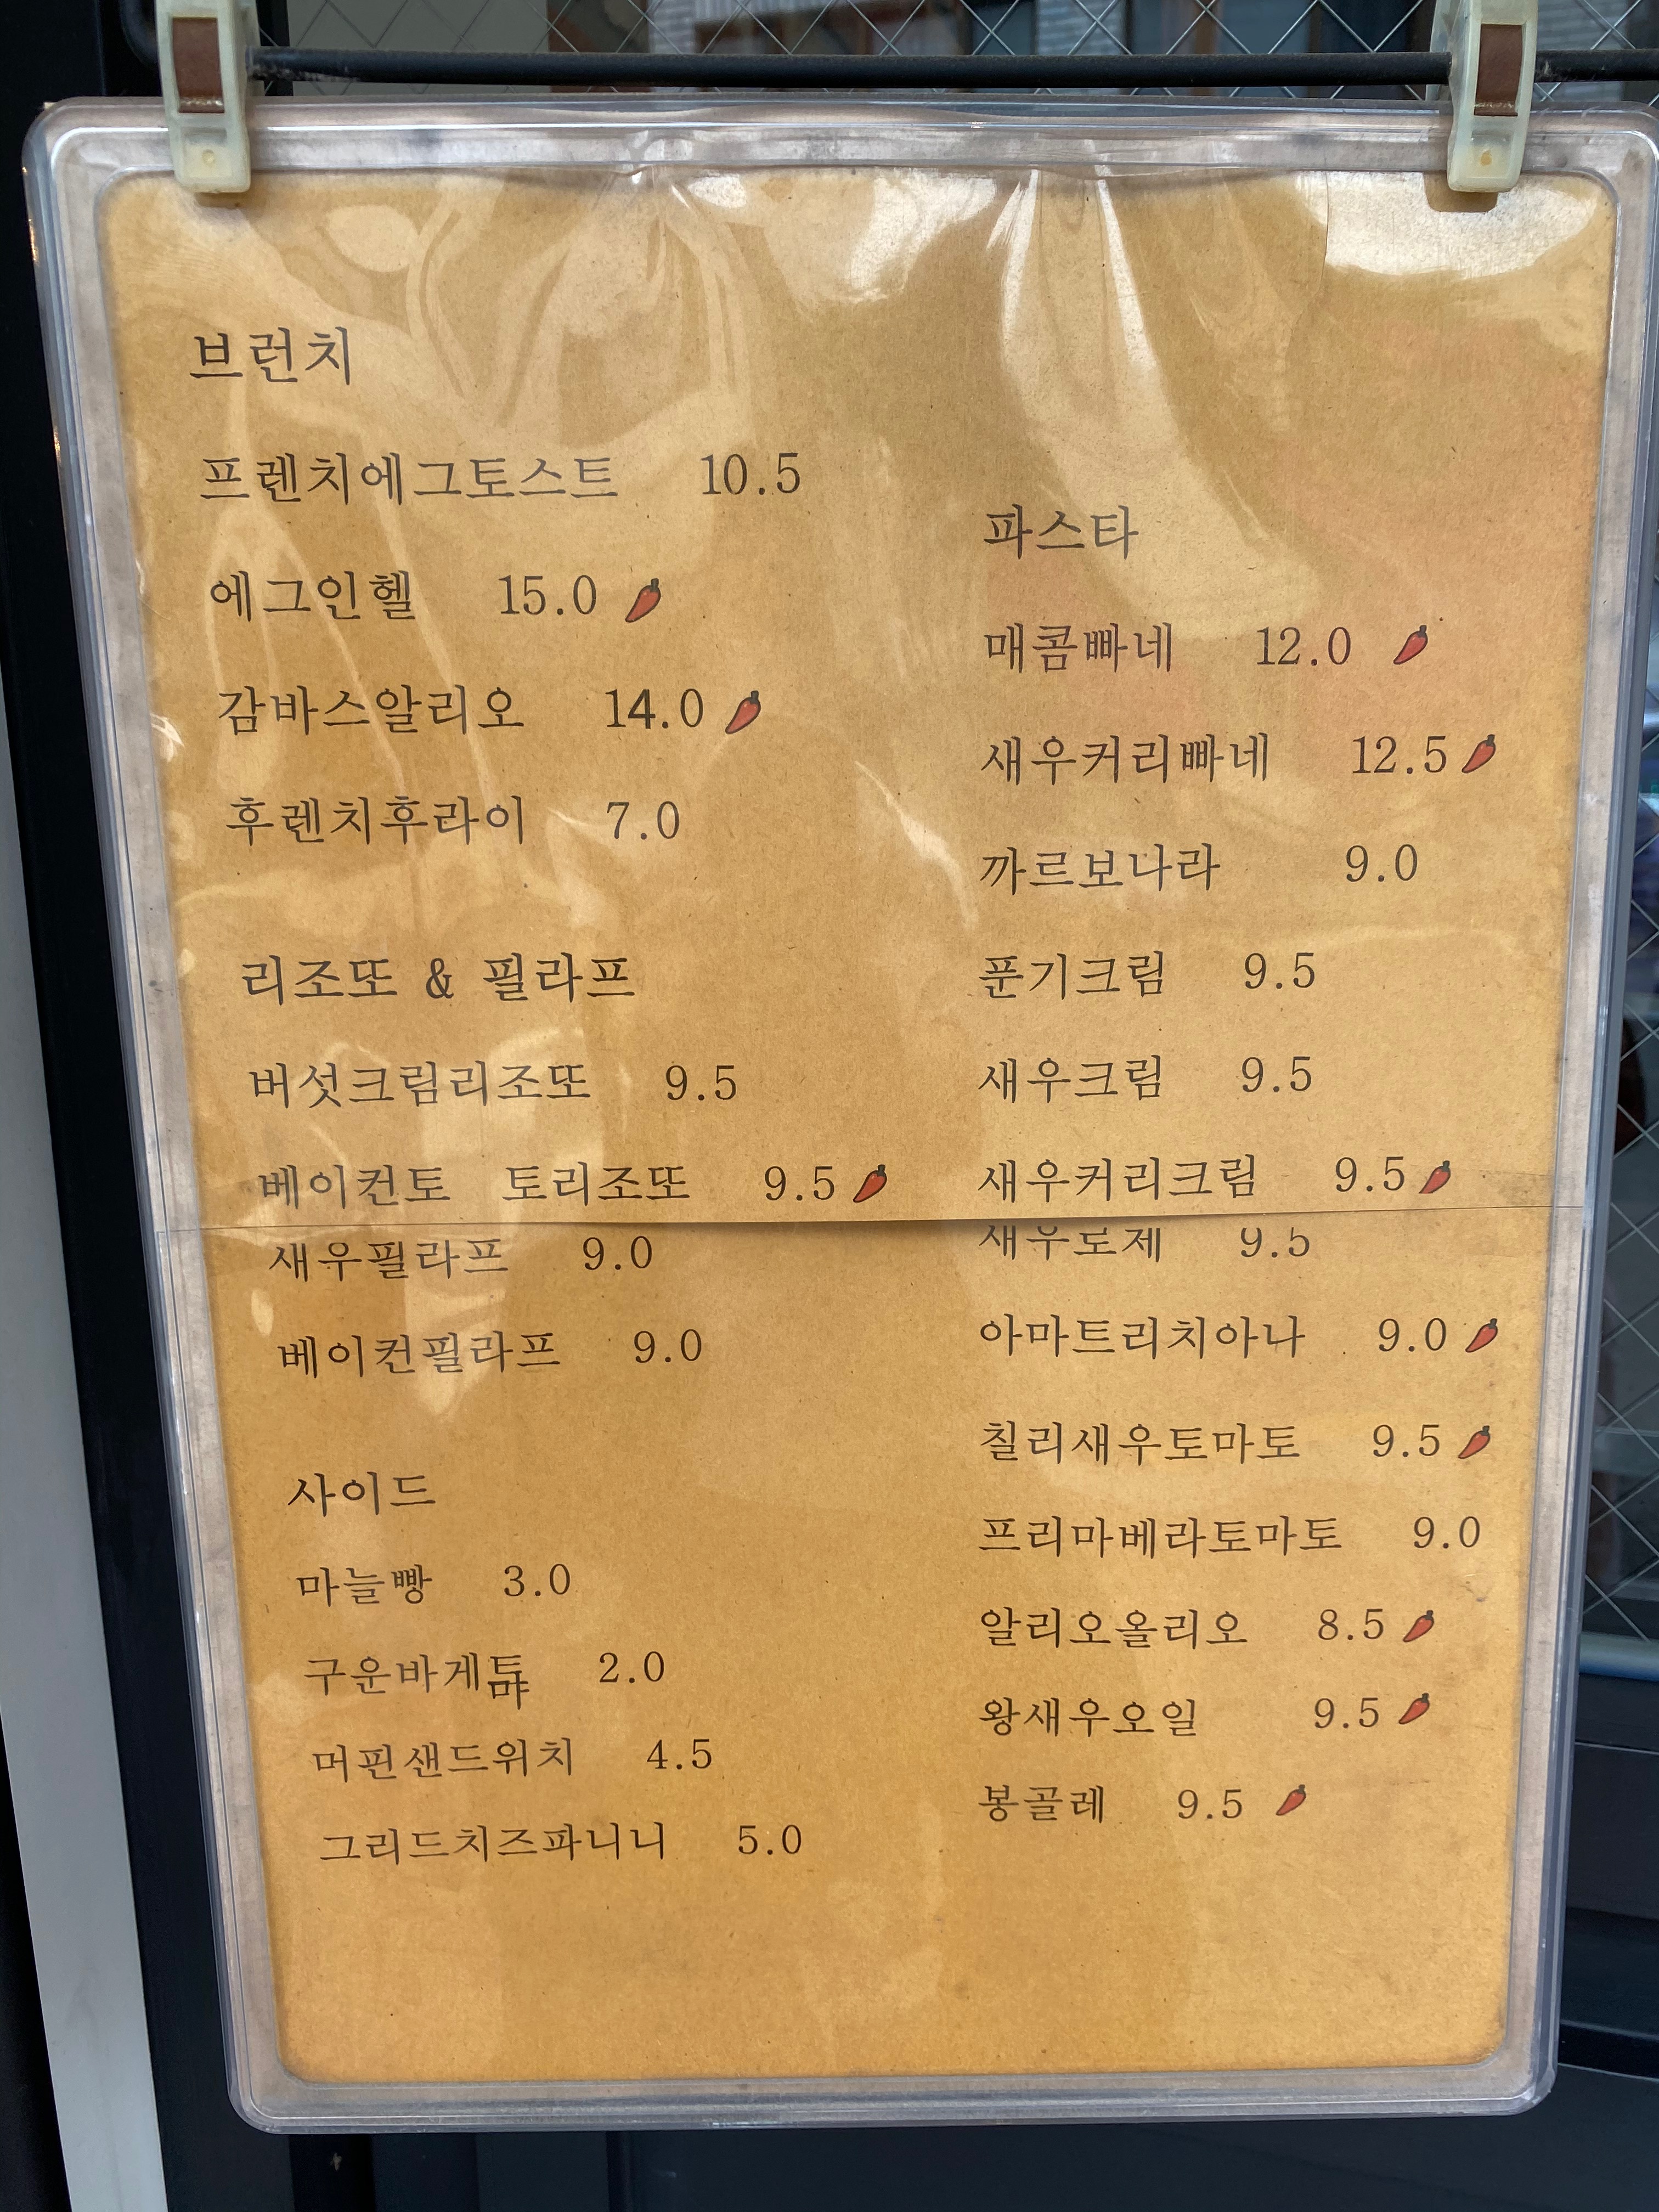 브런치
프렌치에그토스트 10.5
에그인헬 15.0
감바스알리오 14.0
후렌치후라이 7.0
리조또 & 필라프
버섯크림리조또 9.5
베이컨토 토리조또 9.5
새우필라프 9.0
베이컨필라프 9.0
사이드
마늘빵 3.0
구운바게트 2.0
머핀샌드위치 4.5
그리드치즈파니니 5.0
파스타
매콤빠네 12.0
새우커리빠네 12.5
까르보나라 9.0
푼기크림 9.5
새우크림 9.5
새우커리크림 9.5
새우로제 9.5
아마트리치아나 9.0
칠리새우토마토 9.5
프리마베라토마토 9.0
알리오올리오 8.5
왕새우오일 9.5
봉골레 9.5